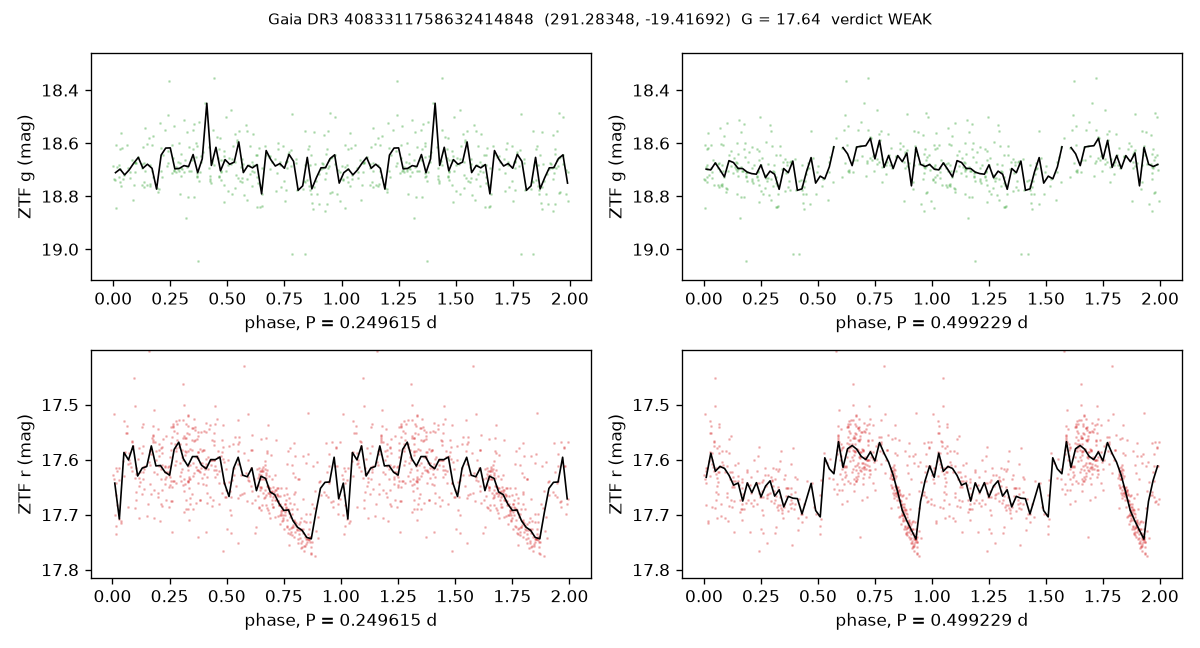 Gaia DR3 4083311758632414848  (291.28348, -19.41692)  G = 17.64  verdict WEAK
ZTF g (mag)
18.4
18.6
18.8
19.0
0.00 0.25 0.50 0.75 1.00 1.25 1.50 1.75 2.00
phase, P = 0.249615 d
ZTF g (mag)
18.4
18.6
18.8
19.0
0.00 0.25 0.50 0.75 1.00 1.25 1.50 1.75 2.00
phase, P = 0.499229 d
ZTF r (mag)
17.5
17.6
17.7
17.8
0.00 0.25 0.50 0.75 1.00 1.25 1.50 1.75 2.00
phase, P = 0.249615 d
ZTF r (mag)
17.5
17.6
17.7
17.8
0.00 0.25 0.50 0.75 1.00 1.25 1.50 1.75 2.00
phase, P = 0.499229 d